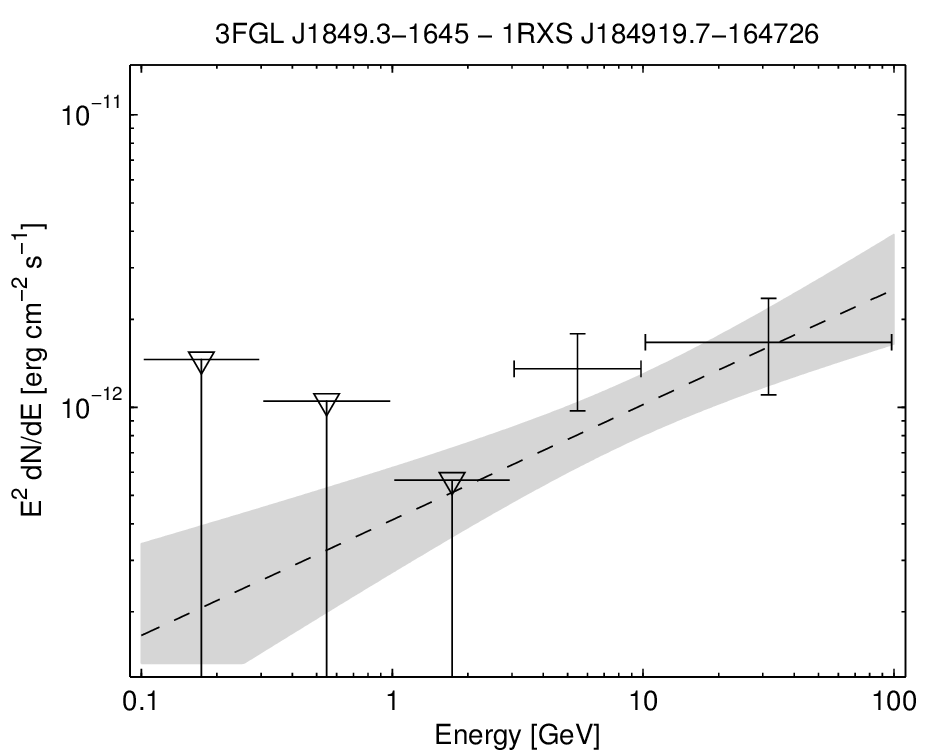 3FGL J1849.3−1645 − 1RXS J184919.7−164726
10⁻¹¹
10⁻¹²
E² dN/dE [erg cm⁻² s⁻¹]
0.1 1 10 100
Energy [GeV]